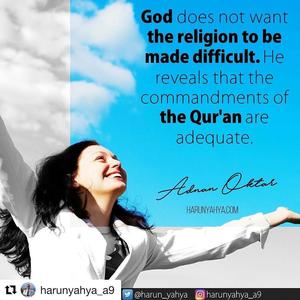 God does not want
the religion to be
made difficult. He
reveals that the
commandments of
the Qur'an are
adequate.
Adnan Oktar
HARUNYAHYA.COM
harunyahya_a9
@harun_yahya
harunyahya_a9